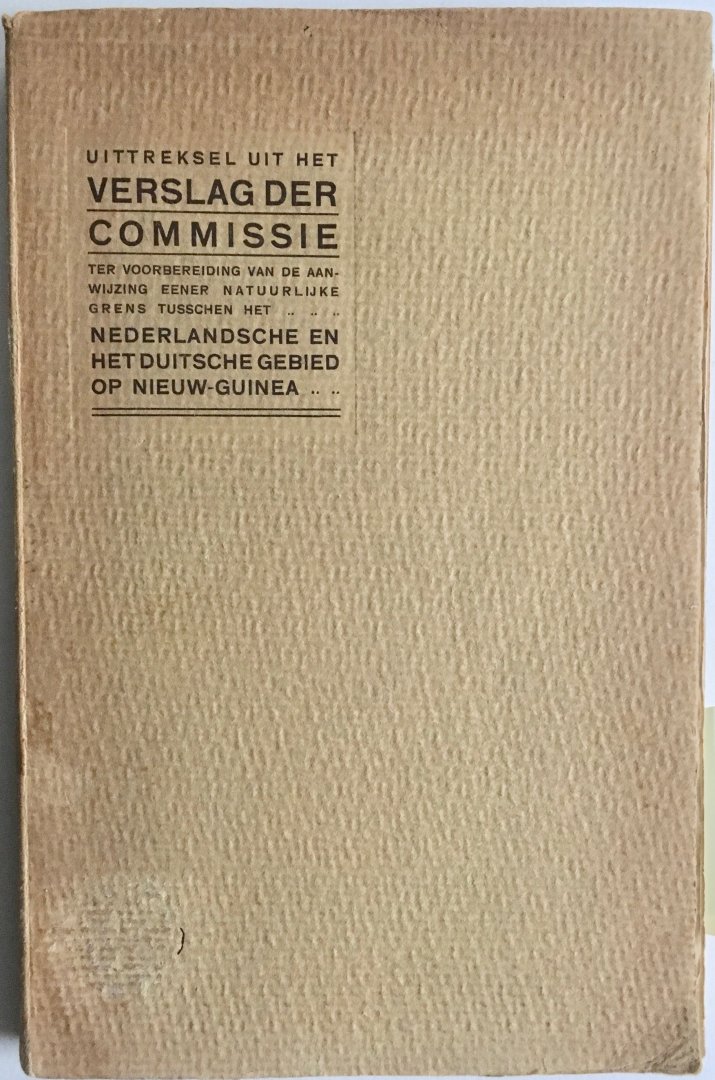 UITTREKSEL UIT HET
VERSLAG DER
COMMISSIE
TER VOORBEREIDING VAN DE AAN-
WIJZING EENER NATUURLIJKE
GRENS TUSSCHEN HET .. .. ..
NEDERLANDSCHE EN
HET DUITSCHE GEBIED
OP NIEUW-GUINEA .. ..